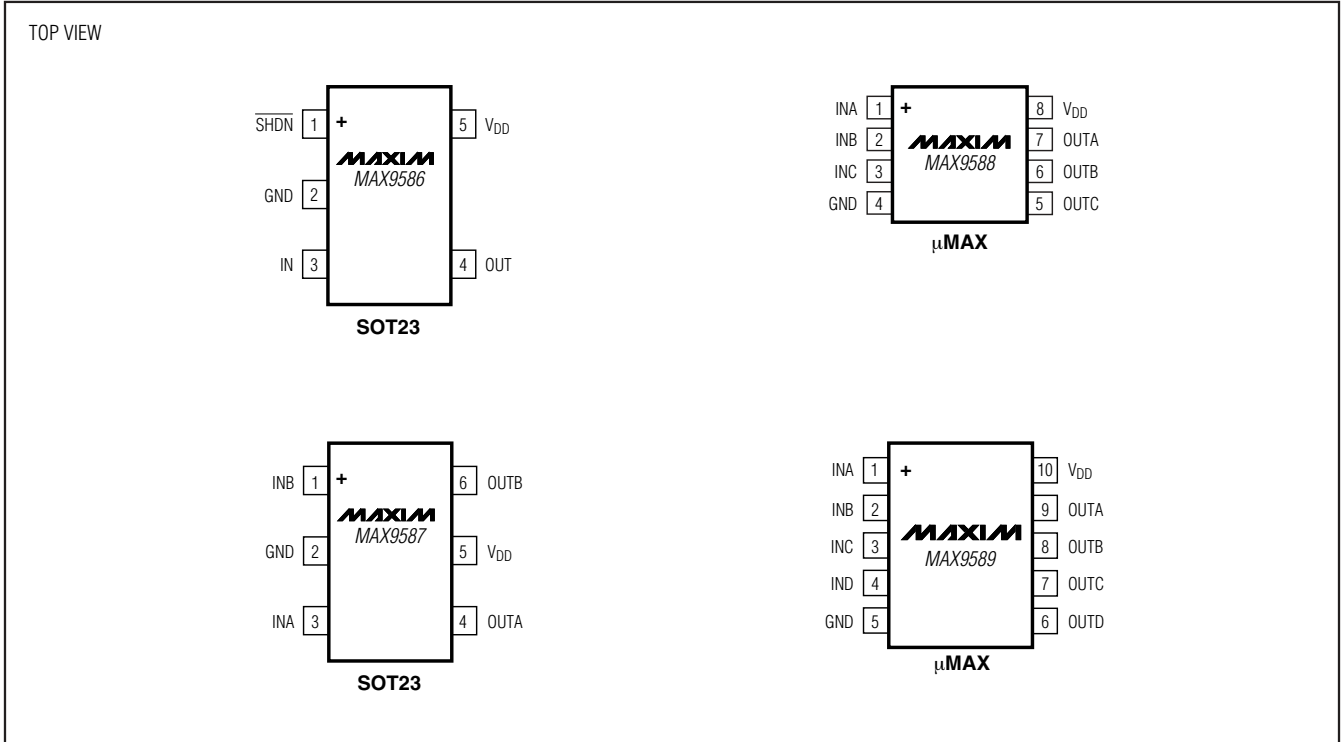 TOP VIEW
SHDN 1 + 5 VDD
MAXIM
MAX9586
GND 2
IN 3 4 OUT
SOT23
INA 1 + 8 VDD
INB 2 MAXIM 7 OUTA
MAX9588
INC 3 6 OUTB
GND 4 5 OUTC
μMAX
INB 1 + 6 OUTB
MAXIM
MAX9587
GND 2 5 VDD
INA 3 4 OUTA
SOT23
INA 1 + 10 VDD
INB 2 9 OUTA
MAXIM
INC 3 8 OUTB
MAX9589
IND 4 7 OUTC
GND 5 6 OUTD
μMAX